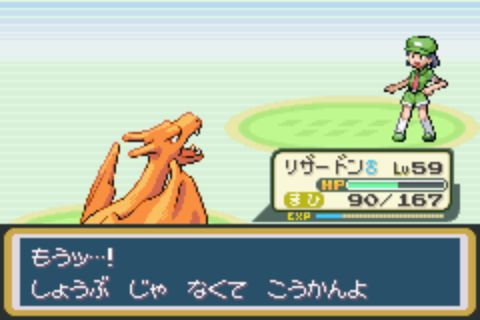 リザードン♂ Lv59
HP
まひ 90/167
EXP
もうッ…!
しょうぶ じゃ なくて こうかんよ